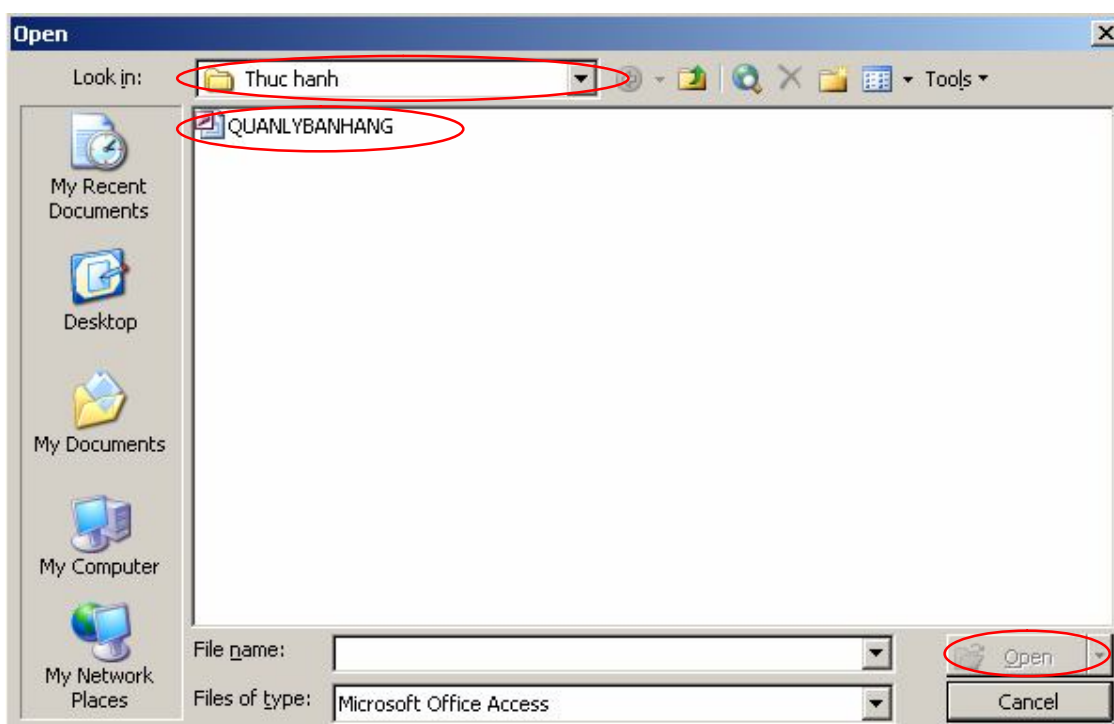 Open
Look in:
Thuc hanh
Tools
QUANLYBANHANG
My Recent
Documents
Desktop
My Documents
My Computer
My Network
Places
File name:
Open
Files of type:
Microsoft Office Access
Cancel